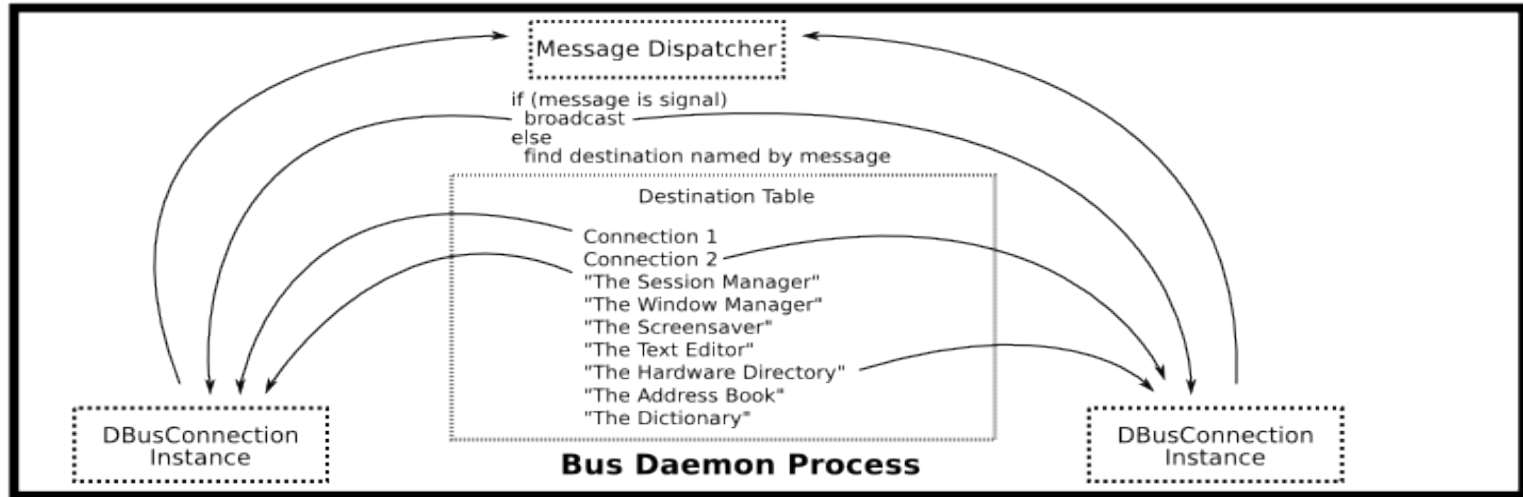 Message Dispatcher
if (message is signal)
broadcast
else
find destination named by message
Destination Table
Connection 1
Connection 2
"The Session Manager"
"The Window Manager"
"The Screensaver"
"The Text Editor"
"The Hardware Directory"
"The Address Book"
"The Dictionary"
DBusConnection
Instance
DBusConnection
Instance
Bus Daemon Process